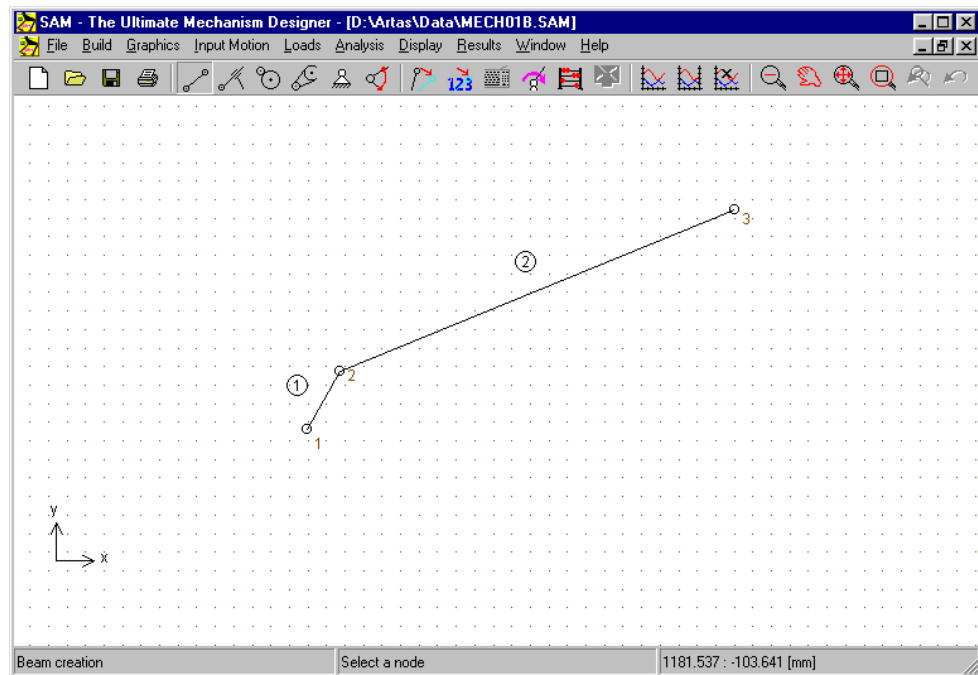 SAM - The Ultimate Mechanism Designer - [D:\Artas\Data\MECH01B.SAM]
File Build Graphics Input Motion Loads Analysis Display Results Window Help
123
3
2
2
1
1
y
x
Beam creation Select a node 1181.537 : -103.641 [mm]